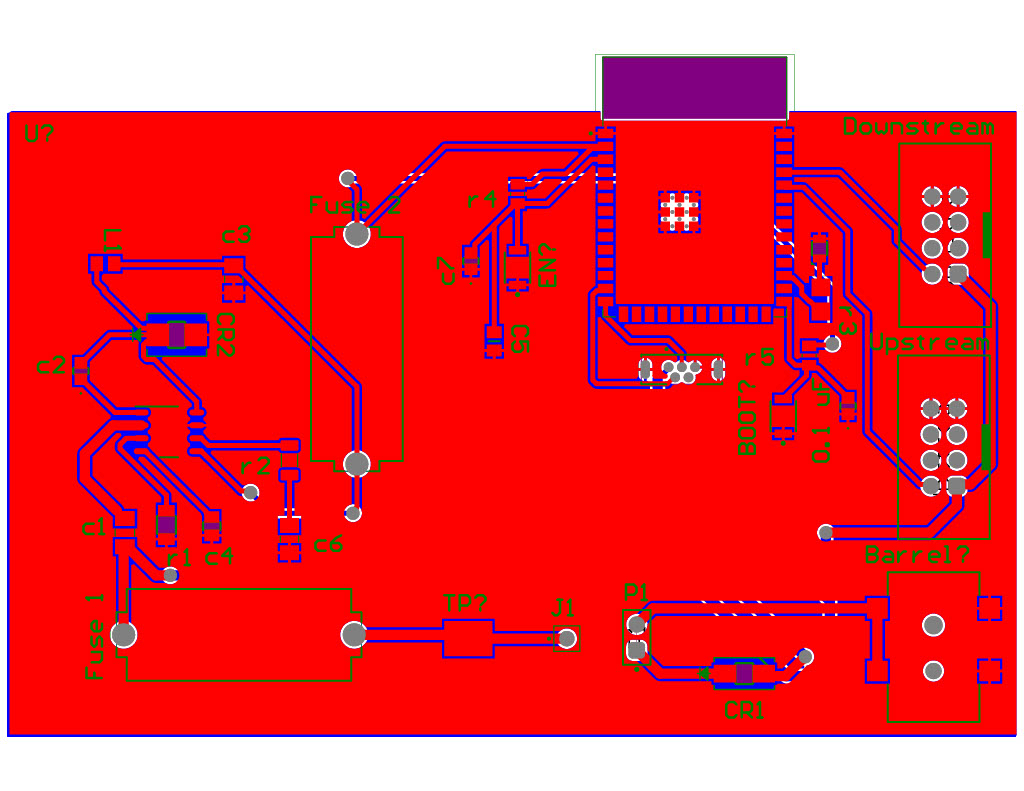 U?
Downstream
Fuse 2
r4
L1
c3
c7
EN?
CR2
C5
r3
Upstream
c2
r5
BOOT?
0.1 uF
r2
c1
r1
c4
c6
Barrel?
Fuse 1
TP?
J1
P1
CR1